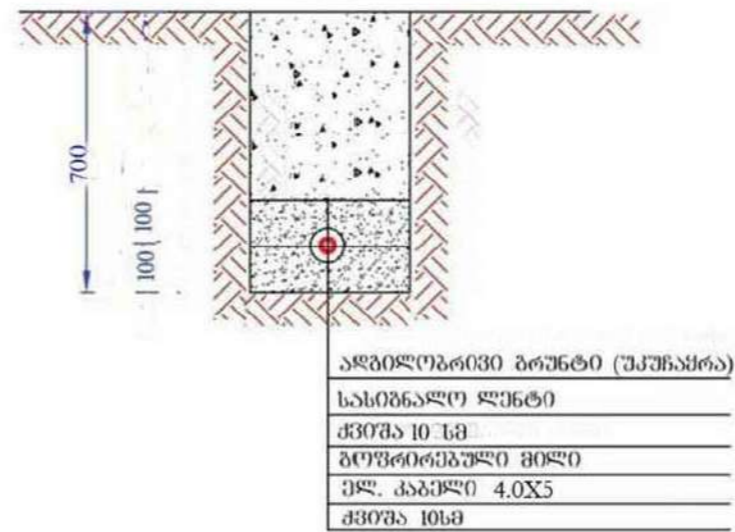 700
100
100
ადგილობრივი გრუნტი (უკუჩაყრა)
სასიგნალო ლენტი
ქვიშა 10 სმ
გოფრირებული მილი
ელ. კაბელი 4.0X5
ქვიშა 10სმ